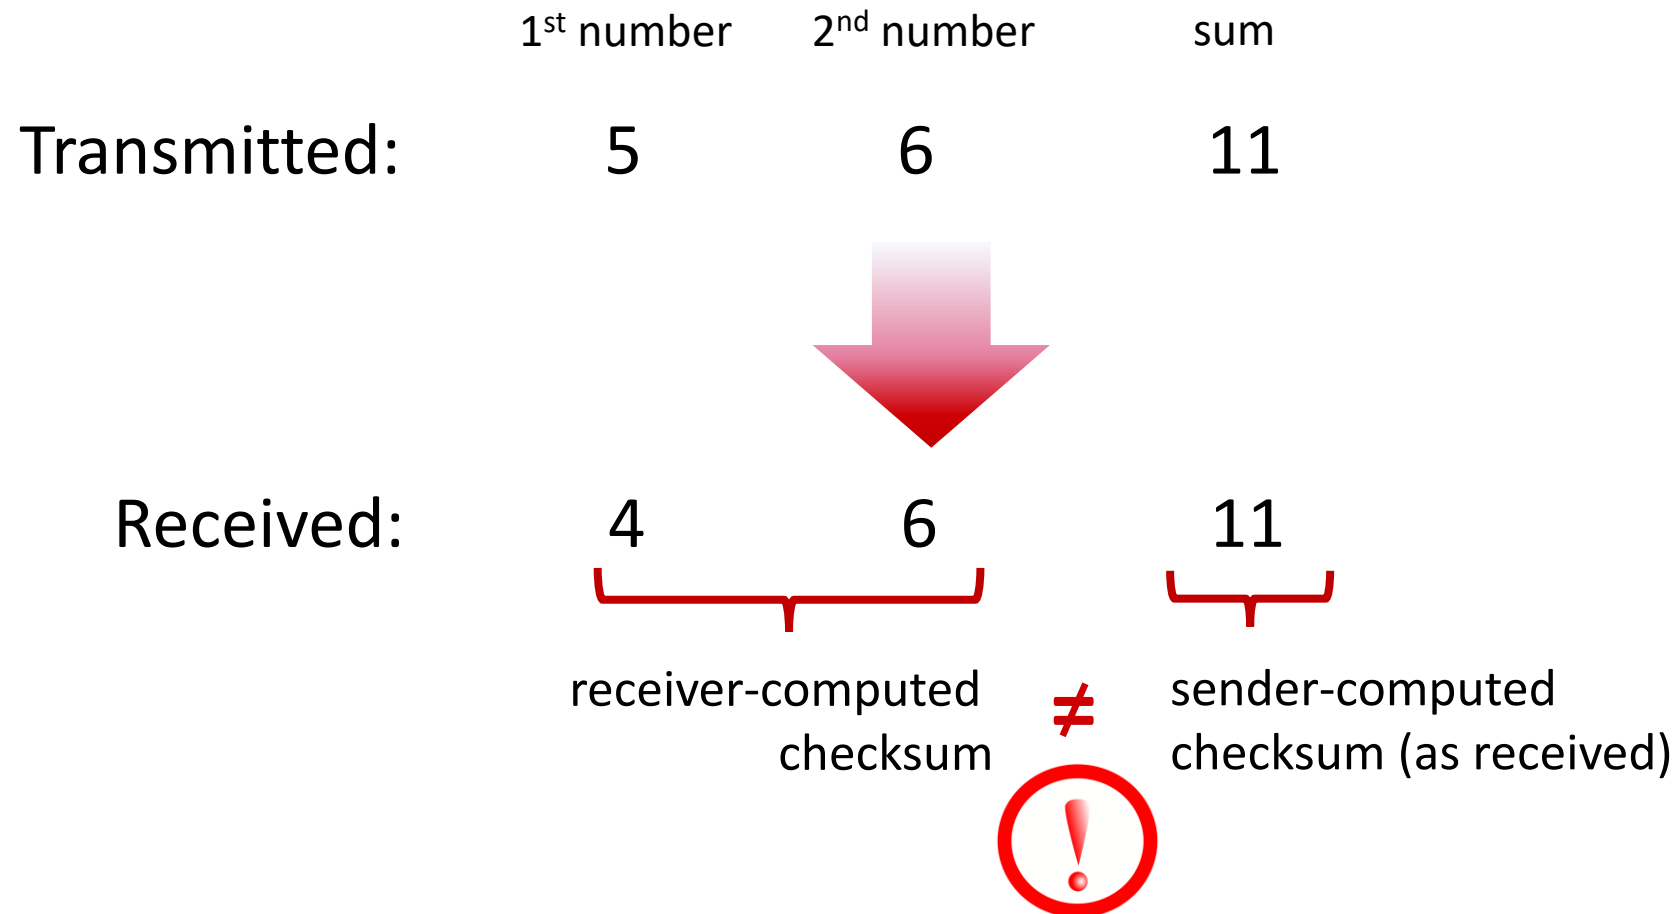 1st number 2nd number sum
Transmitted: 5 6 11
Received: 4 6 11
receiver-computed ≠ sender-computed
checksum checksum (as received)
!